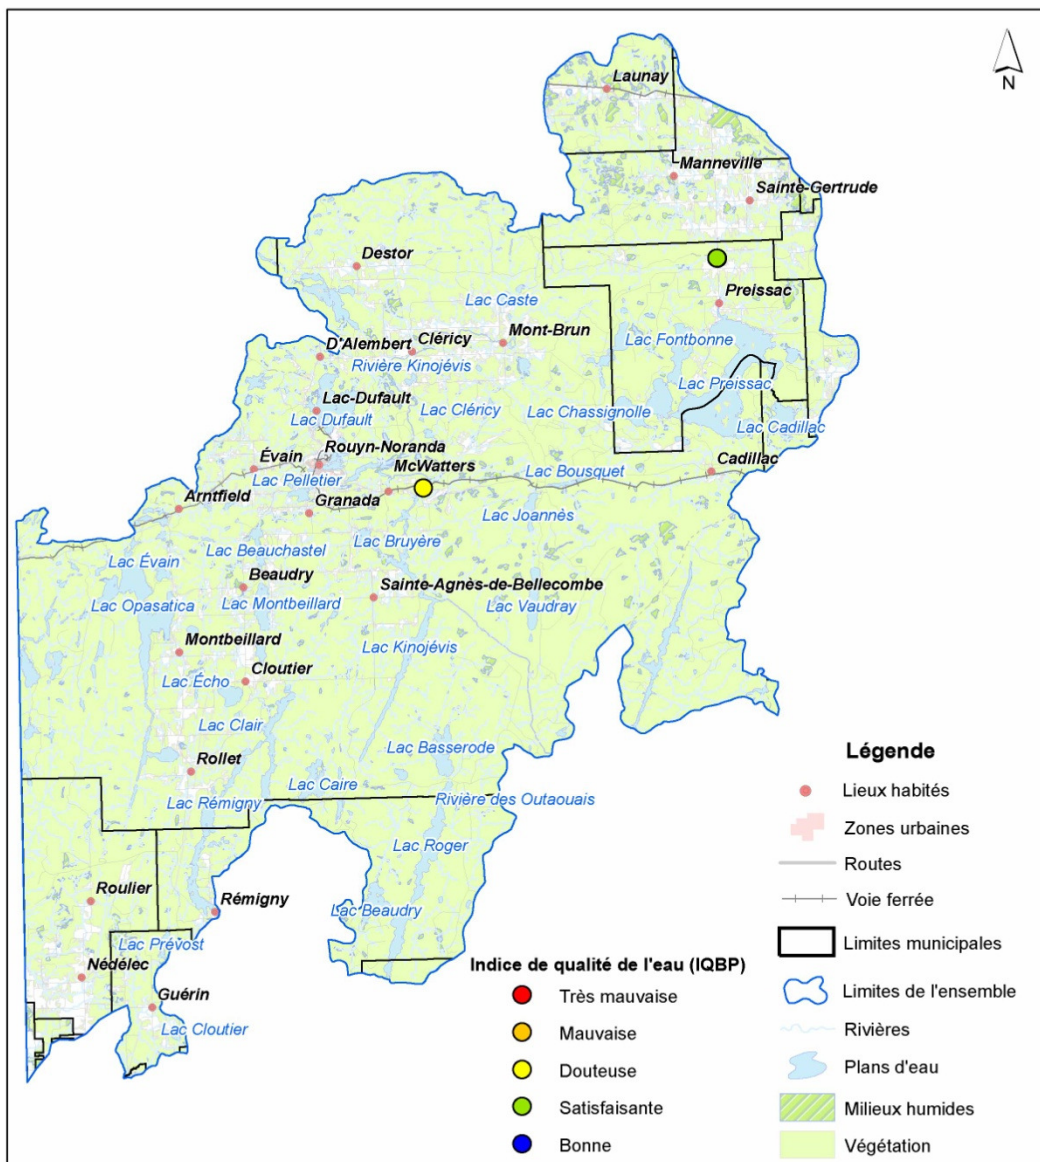 N
Launay
Manneville
Sainte-Gertrude
Destor
Preissac
Lac Caste
Mont-Brun
Lac Fontbonne
D'Alembert
Cléricy
Rivière Kinojévis
Lac Preissac
Lac-Dufault
Lac Dufault
Lac Cléricy
Lac Chassignolle
Lac Cadillac
Rouyn-Noranda
Évain
McWatters
Lac Bousquet
Cadillac
Lac Pelletier
Arntfield
Granada
Lac Joannès
Lac Bruyère
Lac Beauchastel
Lac Évain
Beaudry
Sainte-Agnès-de-Bellecombe
Lac Opasatica
Lac Montbeillard
Lac Vaudray
Montbeillard
Lac Kinojévis
Cloutier
Lac Écho
Lac Clair
Lac Basserode
Rollet
Lac Caire
Lac Rémigny
Rivière des Outaouais
Lac Roger
Roulier
Rémigny
Lac Beaudry
Lac Prévost
Nédélec
Guérin
Lac Cloutier
Légende
Lieux habités
Zones urbaines
Routes
Voie ferrée
Limites municipales
Limites de l'ensemble
Rivières
Plans d'eau
Milieux humides
Végétation
Indice de qualité de l'eau (IQBP)
Très mauvaise
Mauvaise
Douteuse
Satisfaisante
Bonne